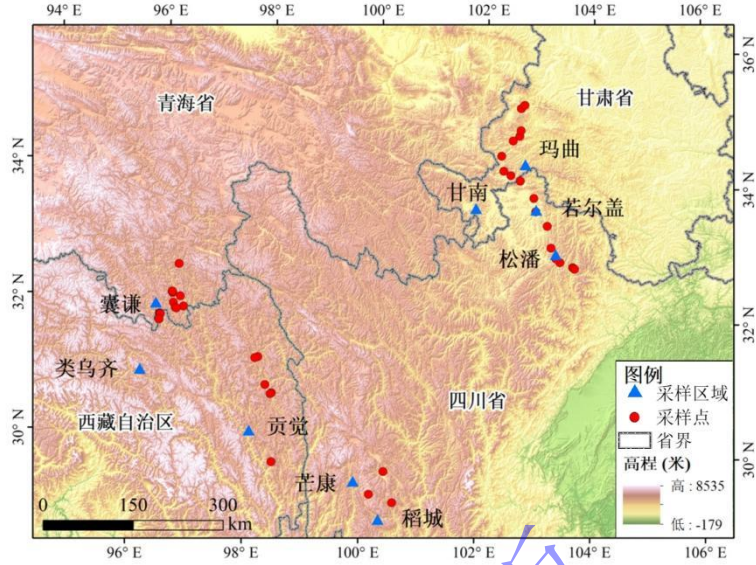 94° E 96° E 98° E 100° E 102° E 104° E 106° E
36° N
青海省
甘肃省
34° N
玛曲
34° N
甘南
若尔盖
松潘
32° N
囊谦
32° N
类乌齐
图例
采样区域
四川省
采样点
西藏自治区
贡觉
省界
30° N
30° N
高程 (米)
芒康
高 : 8535
0 150 300
km
稻城
低 : -179
96° E 98° E 100° E 102° E 104° E 106° E